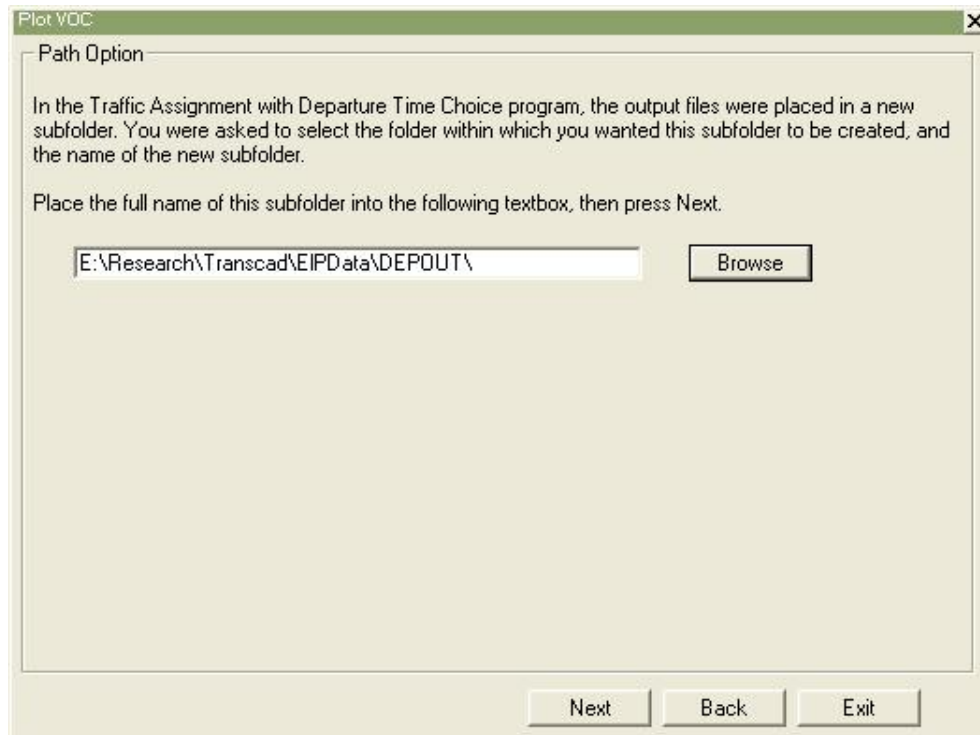 Plot VOC
Path Option
In the Traffic Assignment with Departure Time Choice program, the output files were placed in a new
subfolder. You were asked to select the folder within which you wanted this subfolder to be created, and
the name of the new subfolder.
Place the full name of this subfolder into the following textbox, then press Next.
E:\Research\Transcad\EIPData\DEPOUT\
Browse
Next
Back
Exit